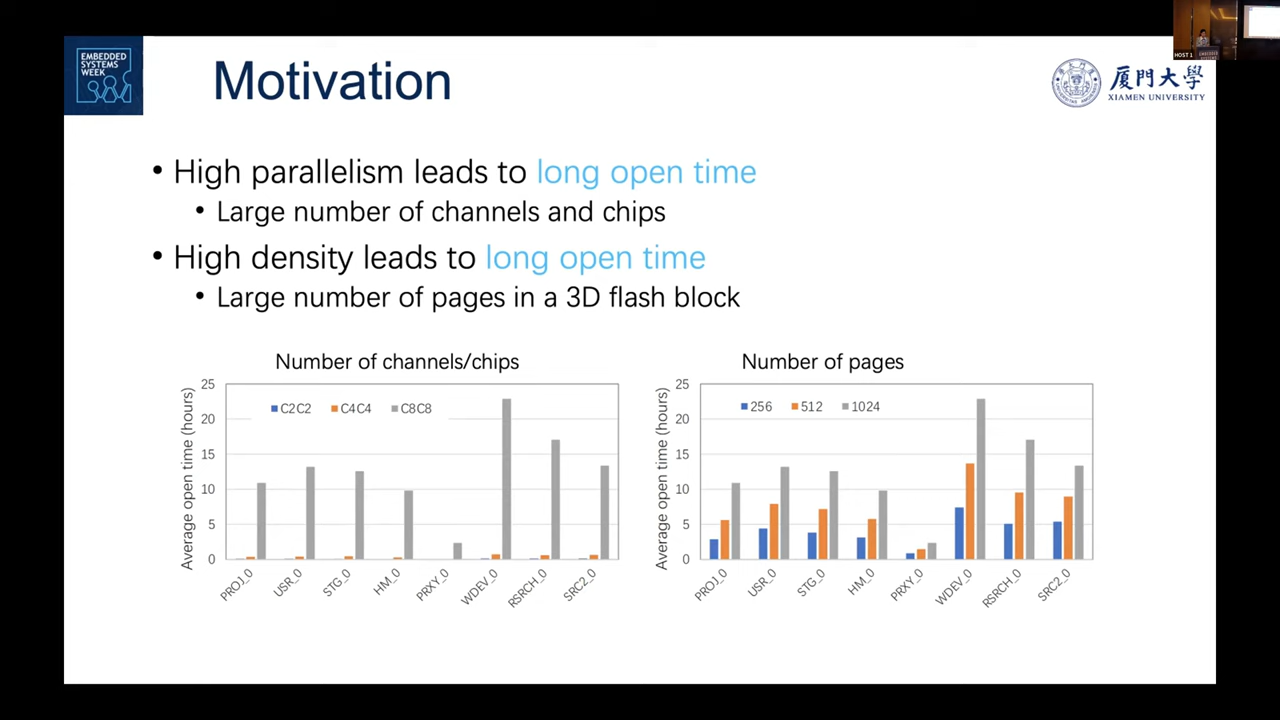 EMBEDDED
SYSTEMS
WEEK
Motivation
厦門大學
XIAMEN UNIVERSITY
HOST 1
• High parallelism leads to long open time
• Large number of channels and chips
• High density leads to long open time
• Large number of pages in a 3D flash block
Number of channels/chips
Average open time (hours)
25
20
15
10
5
0
C2C2 C4C4 C8C8
PROJ_0 USR_0 STG_0 HM_0 PRXY_0 WDEV_0 RSRCH_0 SRC2_0
Number of pages
Average open time (hours)
25
20
15
10
5
0
256 512 1024
PROJ_0 USR_0 STG_0 HM_0 PRXY_0 WDEV_0 RSRCH_0 SRC2_0